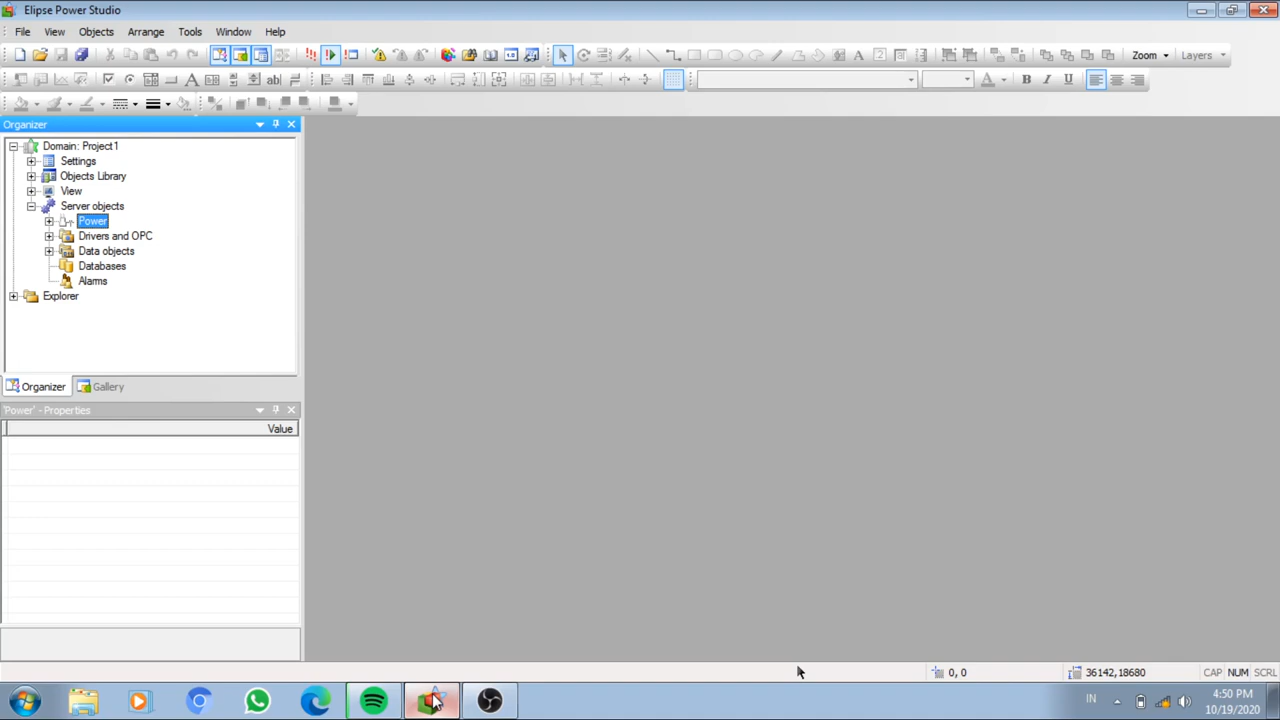 Elipse Power Studio
File View Objects Arrange Tools Window Help
Zoom Layers
Organizer
Domain: Project1
Settings
Objects Library
View
Server objects
Power
Drivers and OPC
Data objects
Databases
Alarms
Explorer
Organizer Gallery
'Power' - Properties
Value
0, 0 36142,18680 CAP NUM SCRL
IN 4:50 PM
10/19/2020